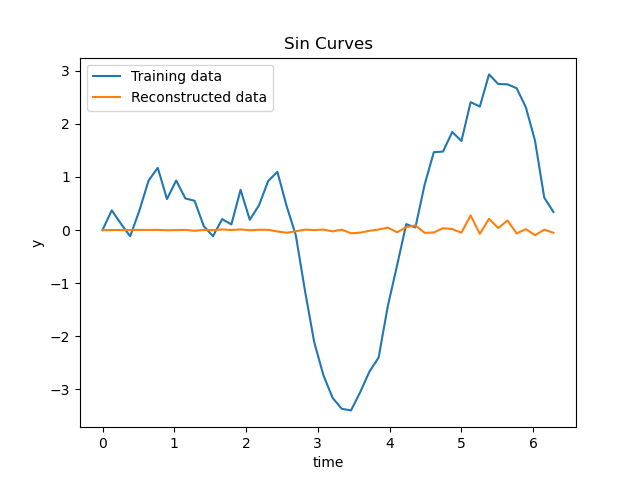 Sin Curves
Training data
Reconstructed data
3
2
1
0
−1
−2
−3
y
0 1 2 3 4 5 6
time